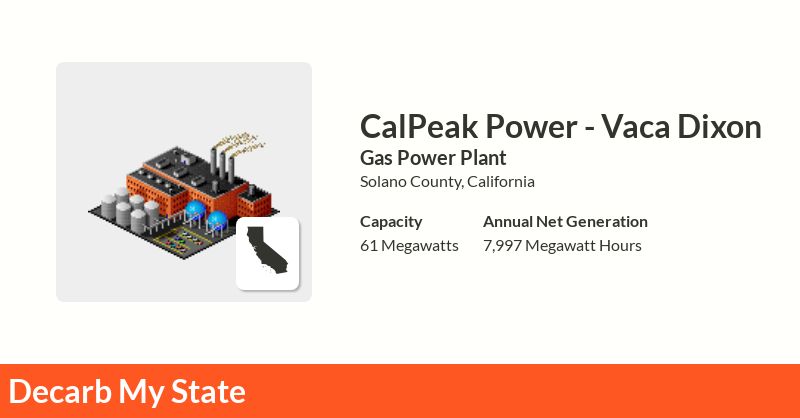 CalPeak Power - Vaca Dixon
Gas Power Plant
Solano County, California
Capacity
61 Megawatts
Annual Net Generation
7,997 Megawatt Hours
Decarb My State